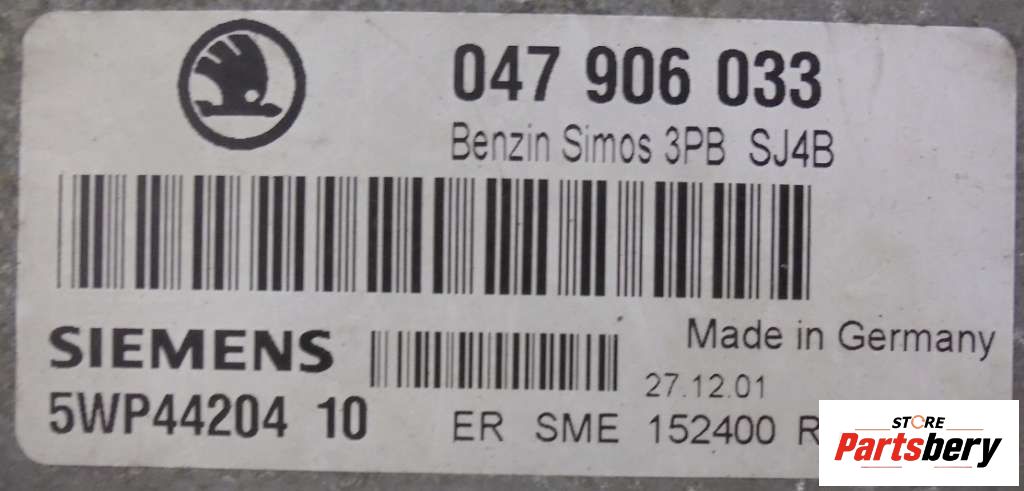 047 906 033
Benzin Simos 3PB SJ4B
SIEMENS
Made in Germany
27.12.01
5WP44204 10
ER SME 152400 R
STORE
Partsbery